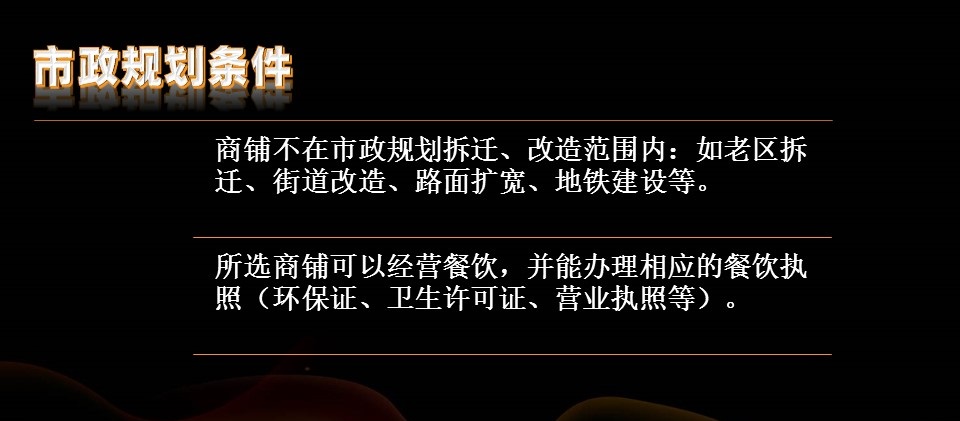 市政规划条件
商铺不在市政规划拆迁、改造范围内：如老区拆
迁、街道改造、路面扩宽、地铁建设等。
所选商铺可以经营餐饮，并能办理相应的餐饮执
照（环保证、卫生许可证、营业执照等）。